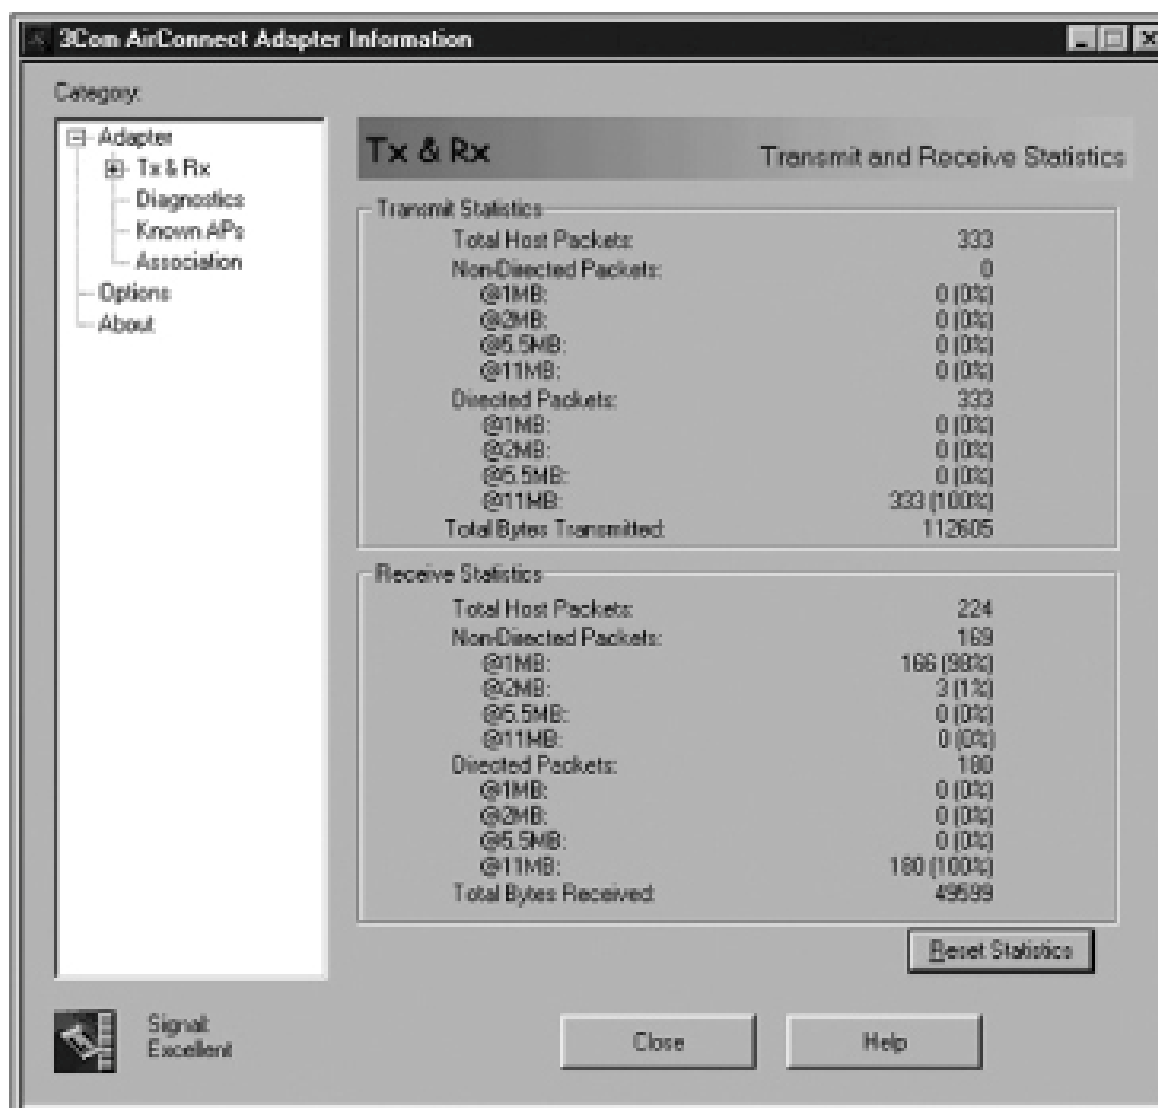 3Com AirConnect Adapter Information
Category:
Adapter
Tx & Rx
Diagnostics
Known APs
Association
Options
About
Tx & Rx Transmit and Receive Statistics
Transmit Statistics
Total Host Packets: 333
Non-Directed Packets: 0
@1MB: 0 (0%)
@2MB: 0 (0%)
@5.5MB: 0 (0%)
@11MB: 0 (0%)
Directed Packets: 333
@1MB: 0 (0%)
@2MB: 0 (0%)
@5.5MB: 0 (0%)
@11MB: 333 (100%)
Total Bytes Transmitted: 112605
Receive Statistics
Total Host Packets: 224
Non-Directed Packets: 169
@1MB: 166 (98%)
@2MB: 3 (1%)
@5.5MB: 0 (0%)
@11MB: 0 (0%)
Directed Packets: 180
@1MB: 0 (0%)
@2MB: 0 (0%)
@5.5MB: 0 (0%)
@11MB: 180 (100%)
Total Bytes Received: 49599
Reset Statistics
Signal:
Excellent
Close
Help